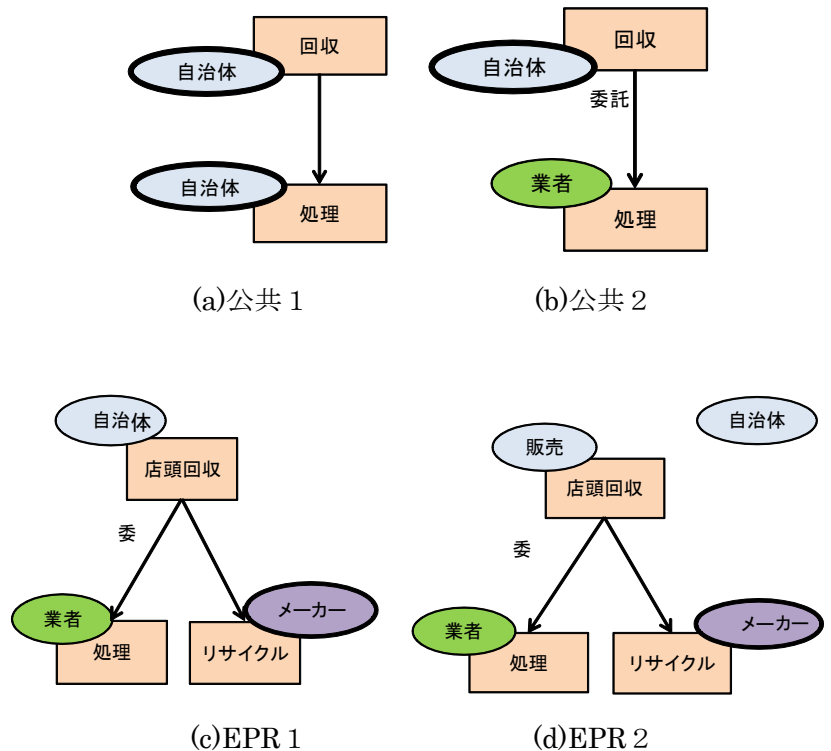 回収
自治体
自治体
処理
(a)公共１
回収
自治体
委託
業者
処理
(b)公共２
自治体
店頭回収
委
業者
メーカー
処理
リサイクル
(c)EPR１
自治体
販売
店頭回収
委
業者
メーカー
処理
リサイクル
(d)EPR２